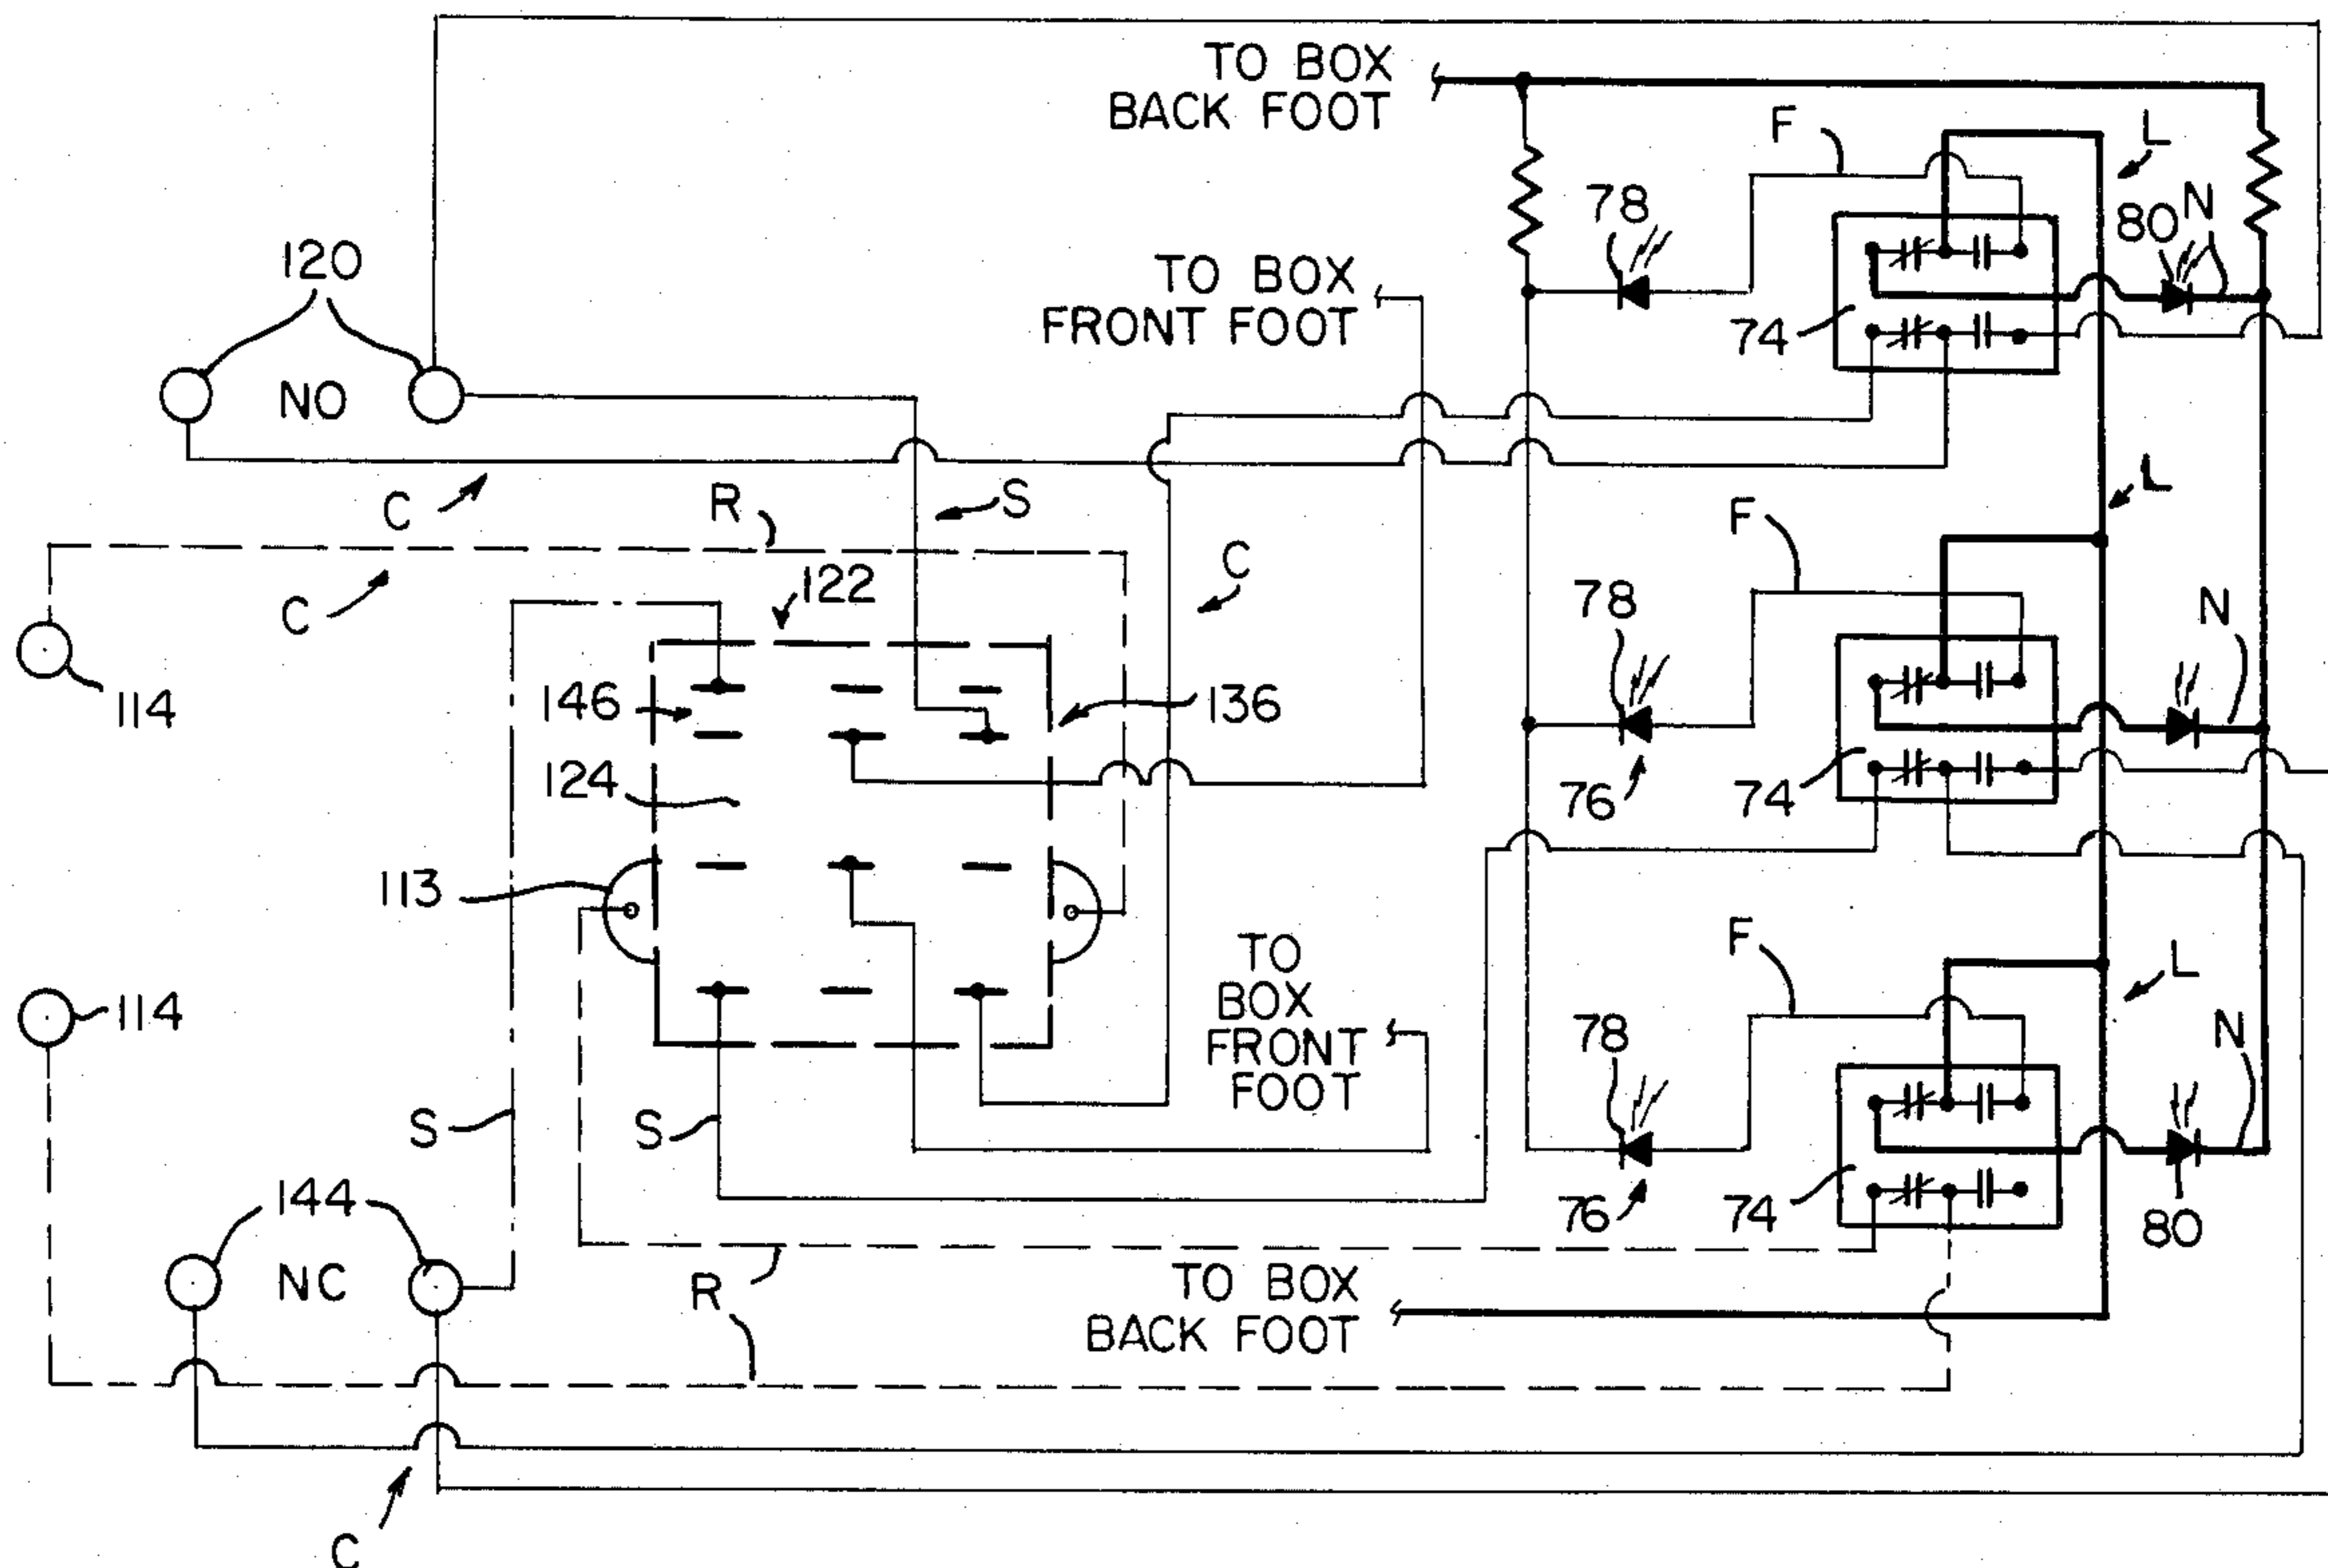 TO BOX
BACK FOOT
F
L
78
80 N
120
TO BOX
FRONT FOOT
74
NO
C
R
S
F
L
C
C
122
78
N
114
146
136
124
76
74
113
F
TO
BOX
FRONT
FOOT
L
114
78
N
S
S
144
76
74
80
NC
R
TO BOX
BACK FOOT
C